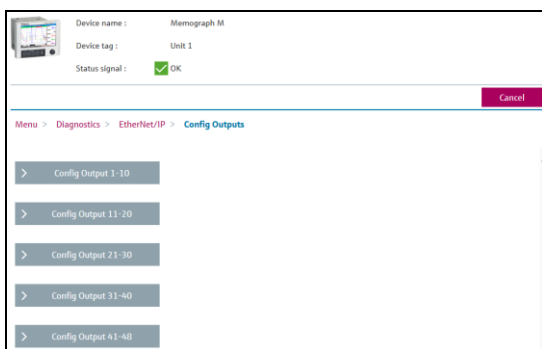 Device name : Memograph M
Device tag : Unit 1
Status signal : OK
Cancel
Menu > Diagnostics > EtherNet/IP > Config Outputs
> Config Output 1-10
> Config Output 11-20
> Config Output 21-30
> Config Output 31-40
> Config Output 41-48